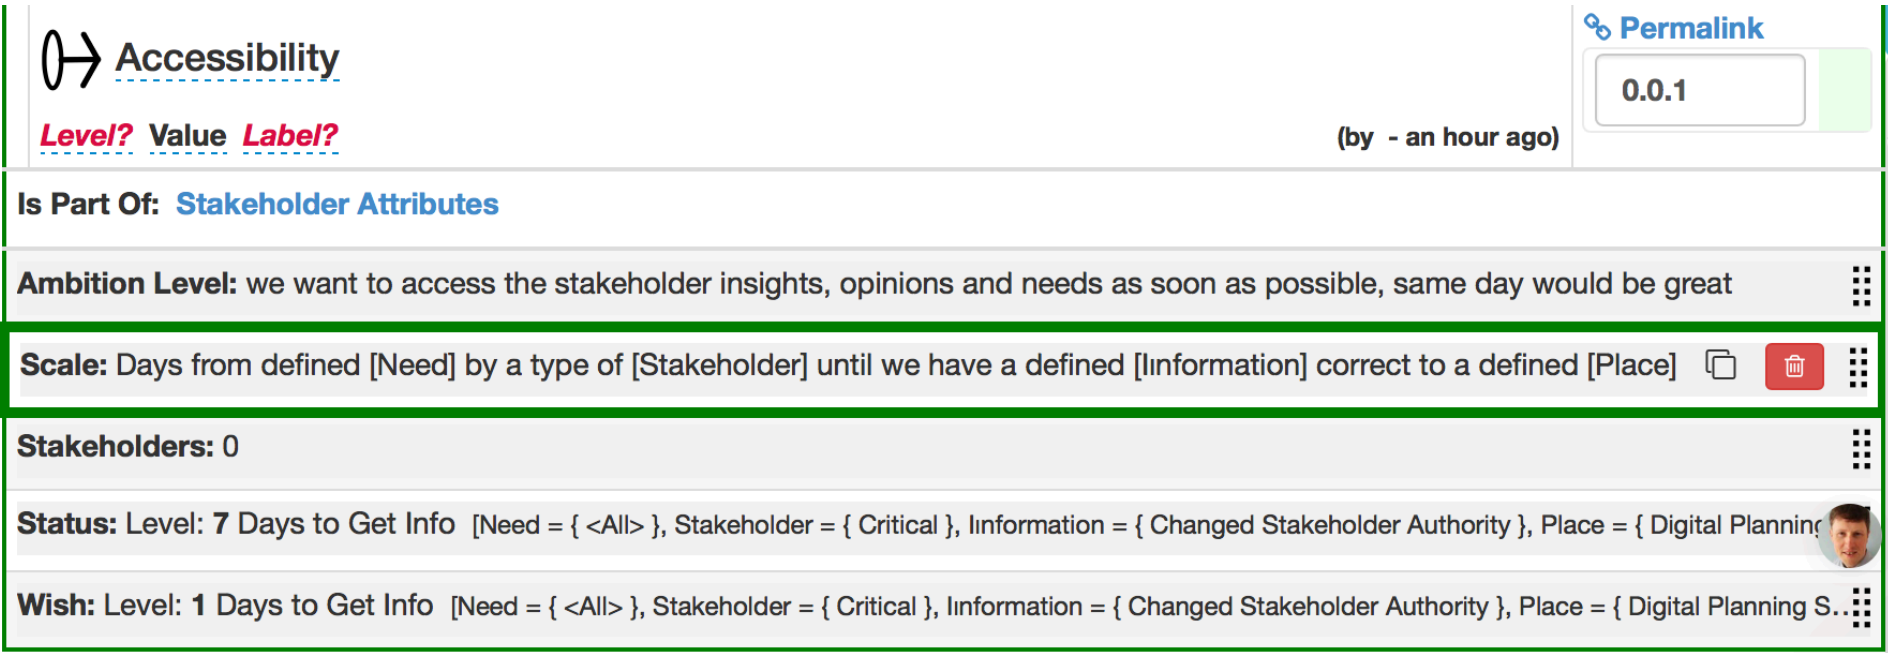 Accessibility
Permalink
0.0.1
Level? Value Label?
(by - an hour ago)
Is Part Of: Stakeholder Attributes
Ambition Level: we want to access the stakeholder insights, opinions and needs as soon as possible, same day would be great
Scale: Days from defined [Need] by a type of [Stakeholder] until we have a defined [Iınformation] correct to a defined [Place]
Stakeholders: 0
Status: Level: 7 Days to Get Info [Need = { <All> }, Stakeholder = { Critical }, Iınformation = { Changed Stakeholder Authority }, Place = { Digital Planning
Wish: Level: 1 Days to Get Info [Need = { <All> }, Stakeholder = { Critical }, Iınformation = { Changed Stakeholder Authority }, Place = { Digital Planning S…